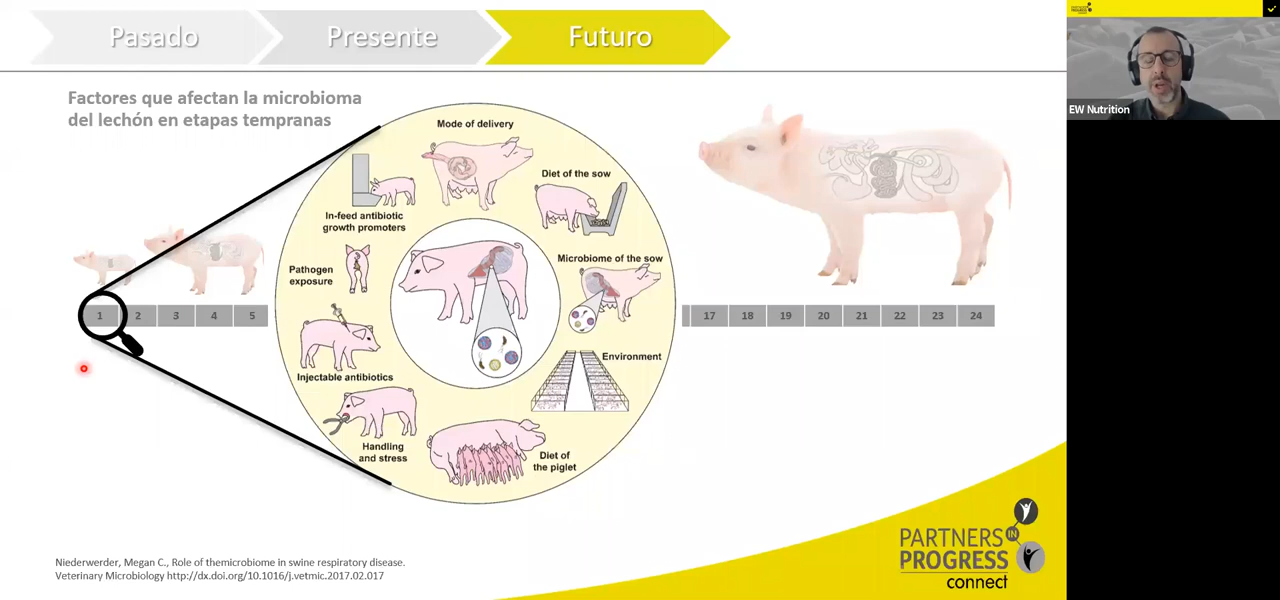 Pasado
Presente
Futuro
PARTNERS
IN
PROGRESS
EW Nutrition
Factores que afectan la microbioma
del lechón en etapas tempranas
Mode of delivery
Diet of the sow
In-feed antibiotic
growth promoters
Microbiome of the sow
Pathogen
exposure
1 2 3 4 5
17 18 19 20 21 22 23 24
Environment
Injectable antibiotics
Handling
and stress
Diet of
the piglet
PARTNERS
IN
PROGRESS
connect
Niederwerder, Megan C., Role of themicrobiome in swine respiratory disease.
Veterinary Microbiology http://dx.doi.org/10.1016/j.vetmic.2017.02.017